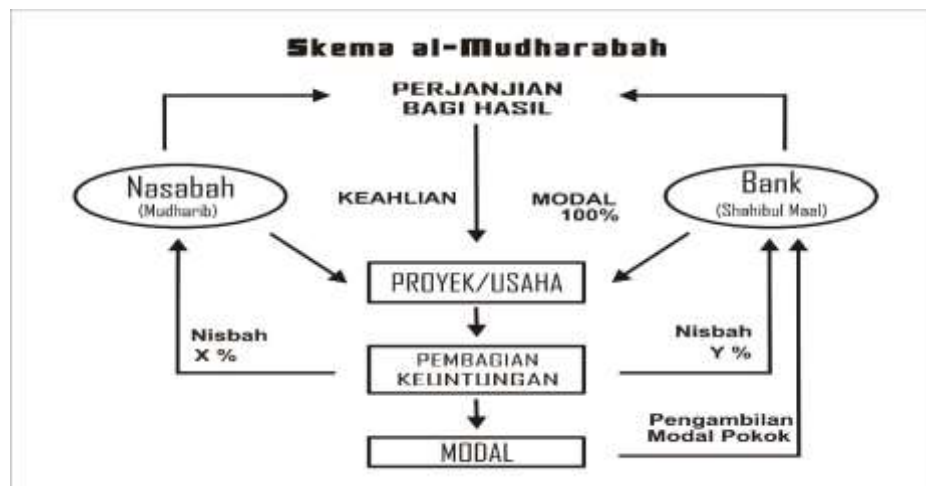 Skema al-Mudharabah
PERJANJIAN
BAGI HASIL
Nasabah
(Mudharib)
KEAHLIAN
MODAL
100%
Bank
(Shahibul Maal)
PROYEK/USAHA
Nisbah
X %
PEMBAGIAN
KEUNTUNGAN
Nisbah
Y %
MODAL
Pengambilan
Modal Pokok